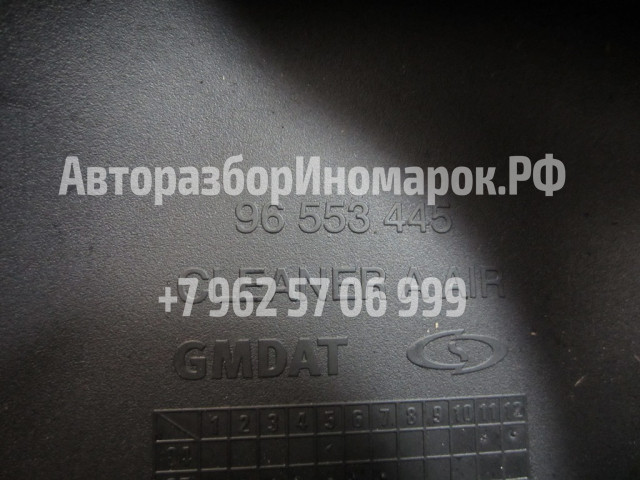 АвторазборИномарок.РФ
96 553 445
CLEANER A-AIR
+7 962 57 06 999
GMDAT
1 2 3 4 5 6 7 8 9 10 11 12
04